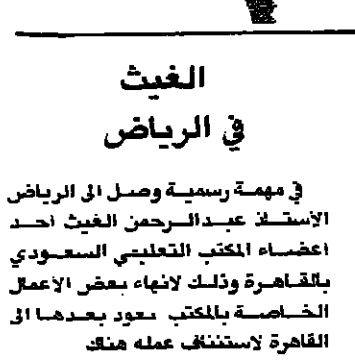 الغيث
في الرياض
في مهمة رسمية وصل الى الرياض
الأستاذ عبدالرحمن الغيث احد
اعضاء المكتب التعليمي السعودي
بالقاهرة وذلك لانهاء بعض الأعمال
الخاصة بالمكتب يعود بعدها الى
القاهرة لاستئناف عمله هناك